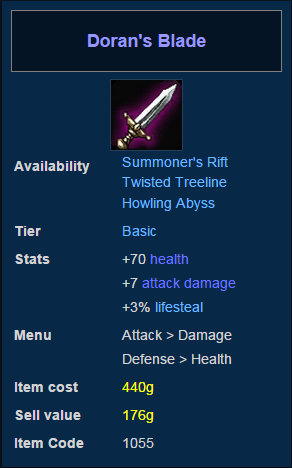 Doran's Blade
Availability Summoner's Rift
Twisted Treeline
Howling Abyss
Tier Basic
Stats +70 health
+7 attack damage
+3% lifesteal
Menu Attack > Damage
Defense > Health
Item cost 440g
Sell value 176g
Item Code 1055